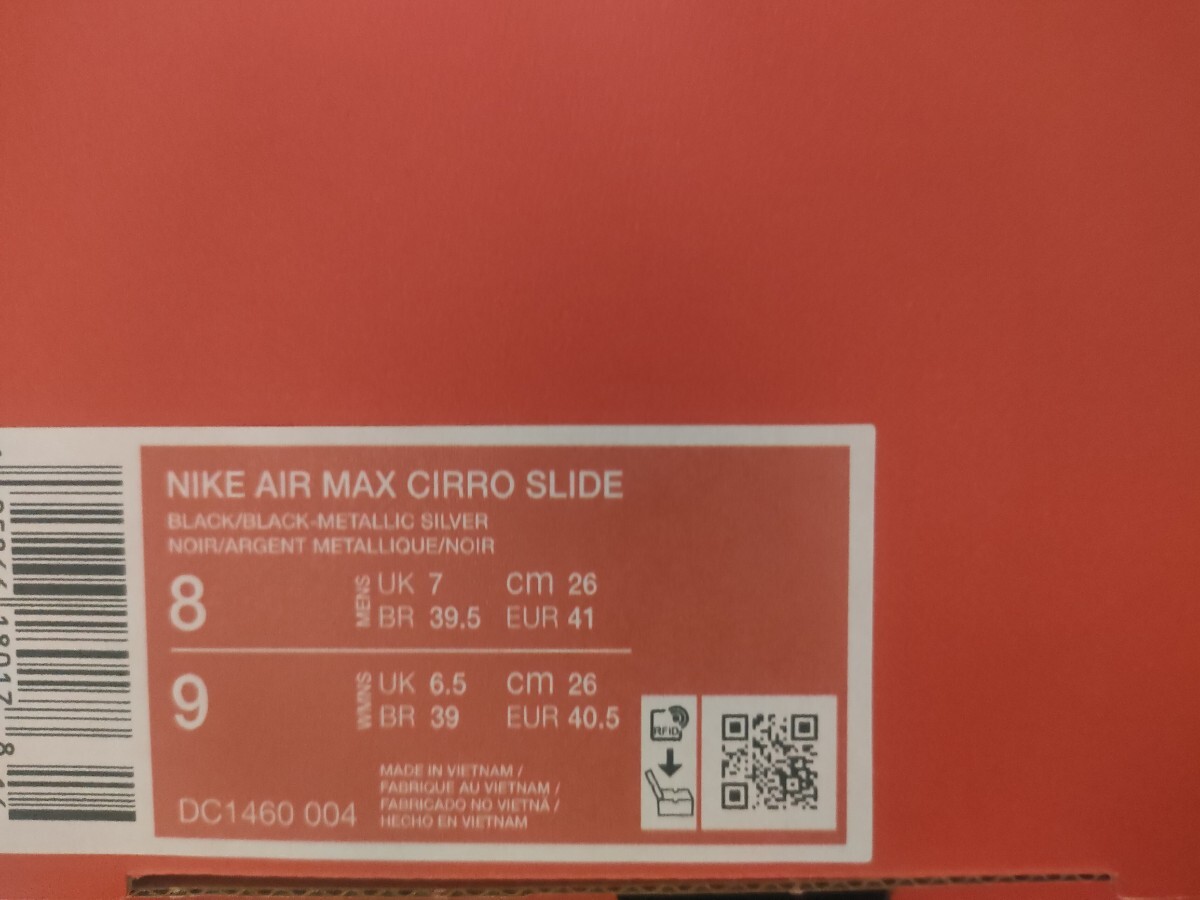 NIKE AIR MAX CIRRO SLIDE
BLACK/BLACK-METALLIC SILVER
NOIR/ARGENT METALLIQUE/NOIR
8 MENS UK 7 cm 26
BR 39.5 EUR 41
9 WMNS UK 6.5 cm 26
BR 39 EUR 40.5
MADE IN VIETNAM /
FABRIQUE AU VIETNAM /
FABRICADO NO VIETNÃ /
HECHO EN VIETNAM
DC1460 004
RFID